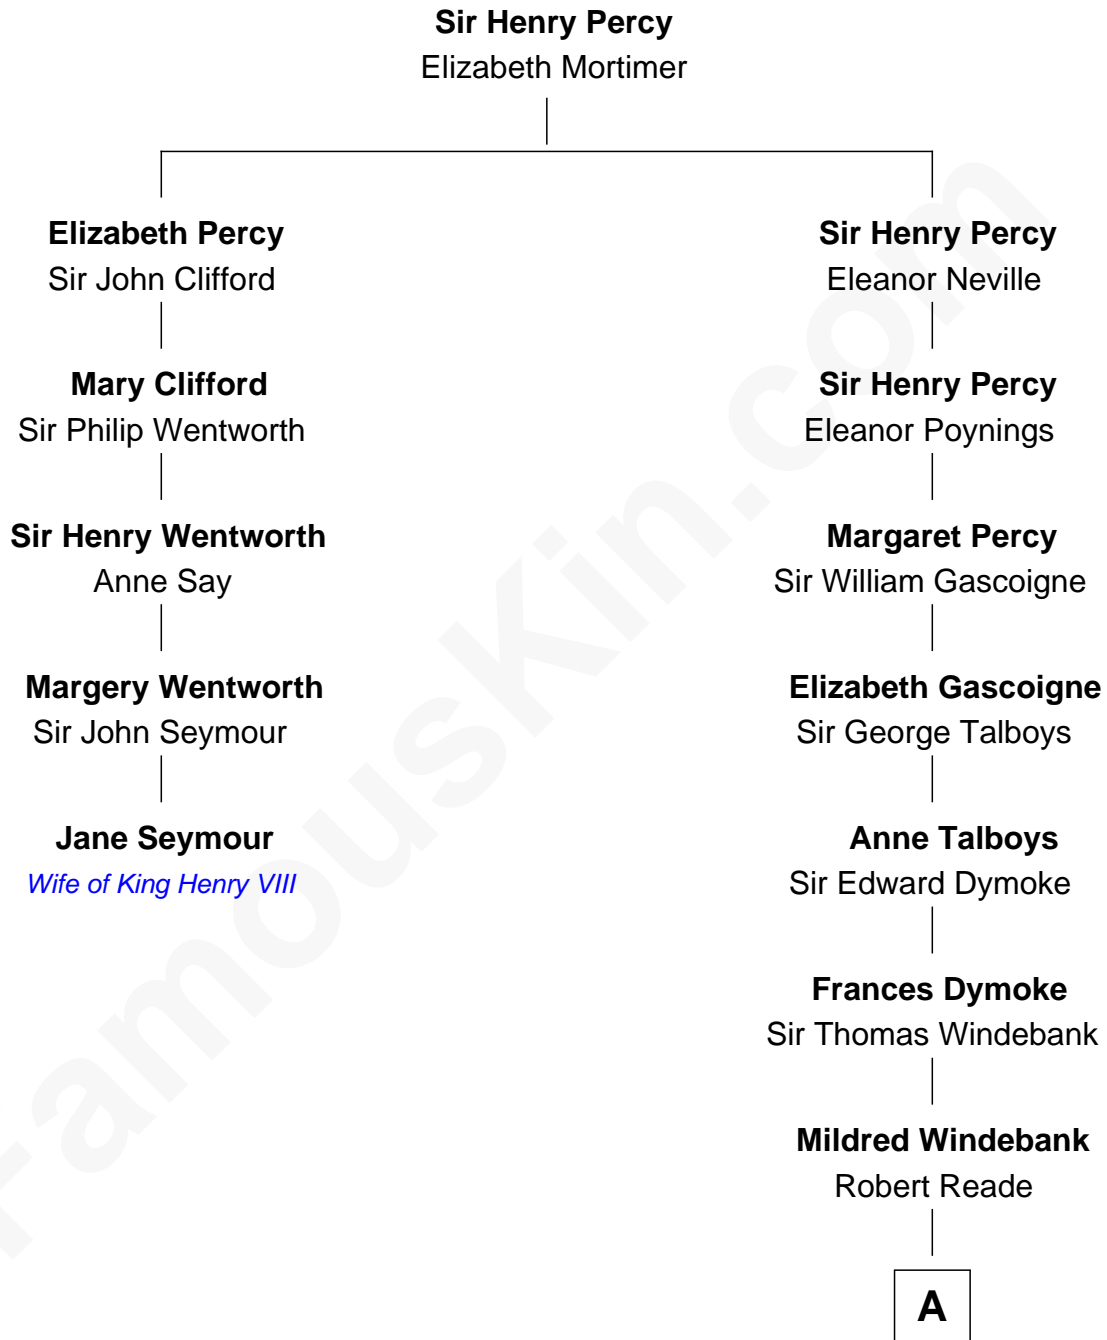 Sir Henry Percy
Elizabeth Mortimer
Elizabeth Percy
Sir John Clifford
Sir Henry Percy
Eleanor Neville
Mary Clifford
Sir Philip Wentworth
Sir Henry Percy
Eleanor Poynings
Sir Henry Wentworth
Anne Say
Margaret Percy
Sir William Gascoigne
Margery Wentworth
Sir John Seymour
Elizabeth Gascoigne
Sir George Talboys
Jane Seymour
Wife of King Henry VIII
Anne Talboys
Sir Edward Dymoke
Frances Dymoke
Sir Thomas Windebank
Mildred Windebank
Robert Reade
A
FamousKin.com